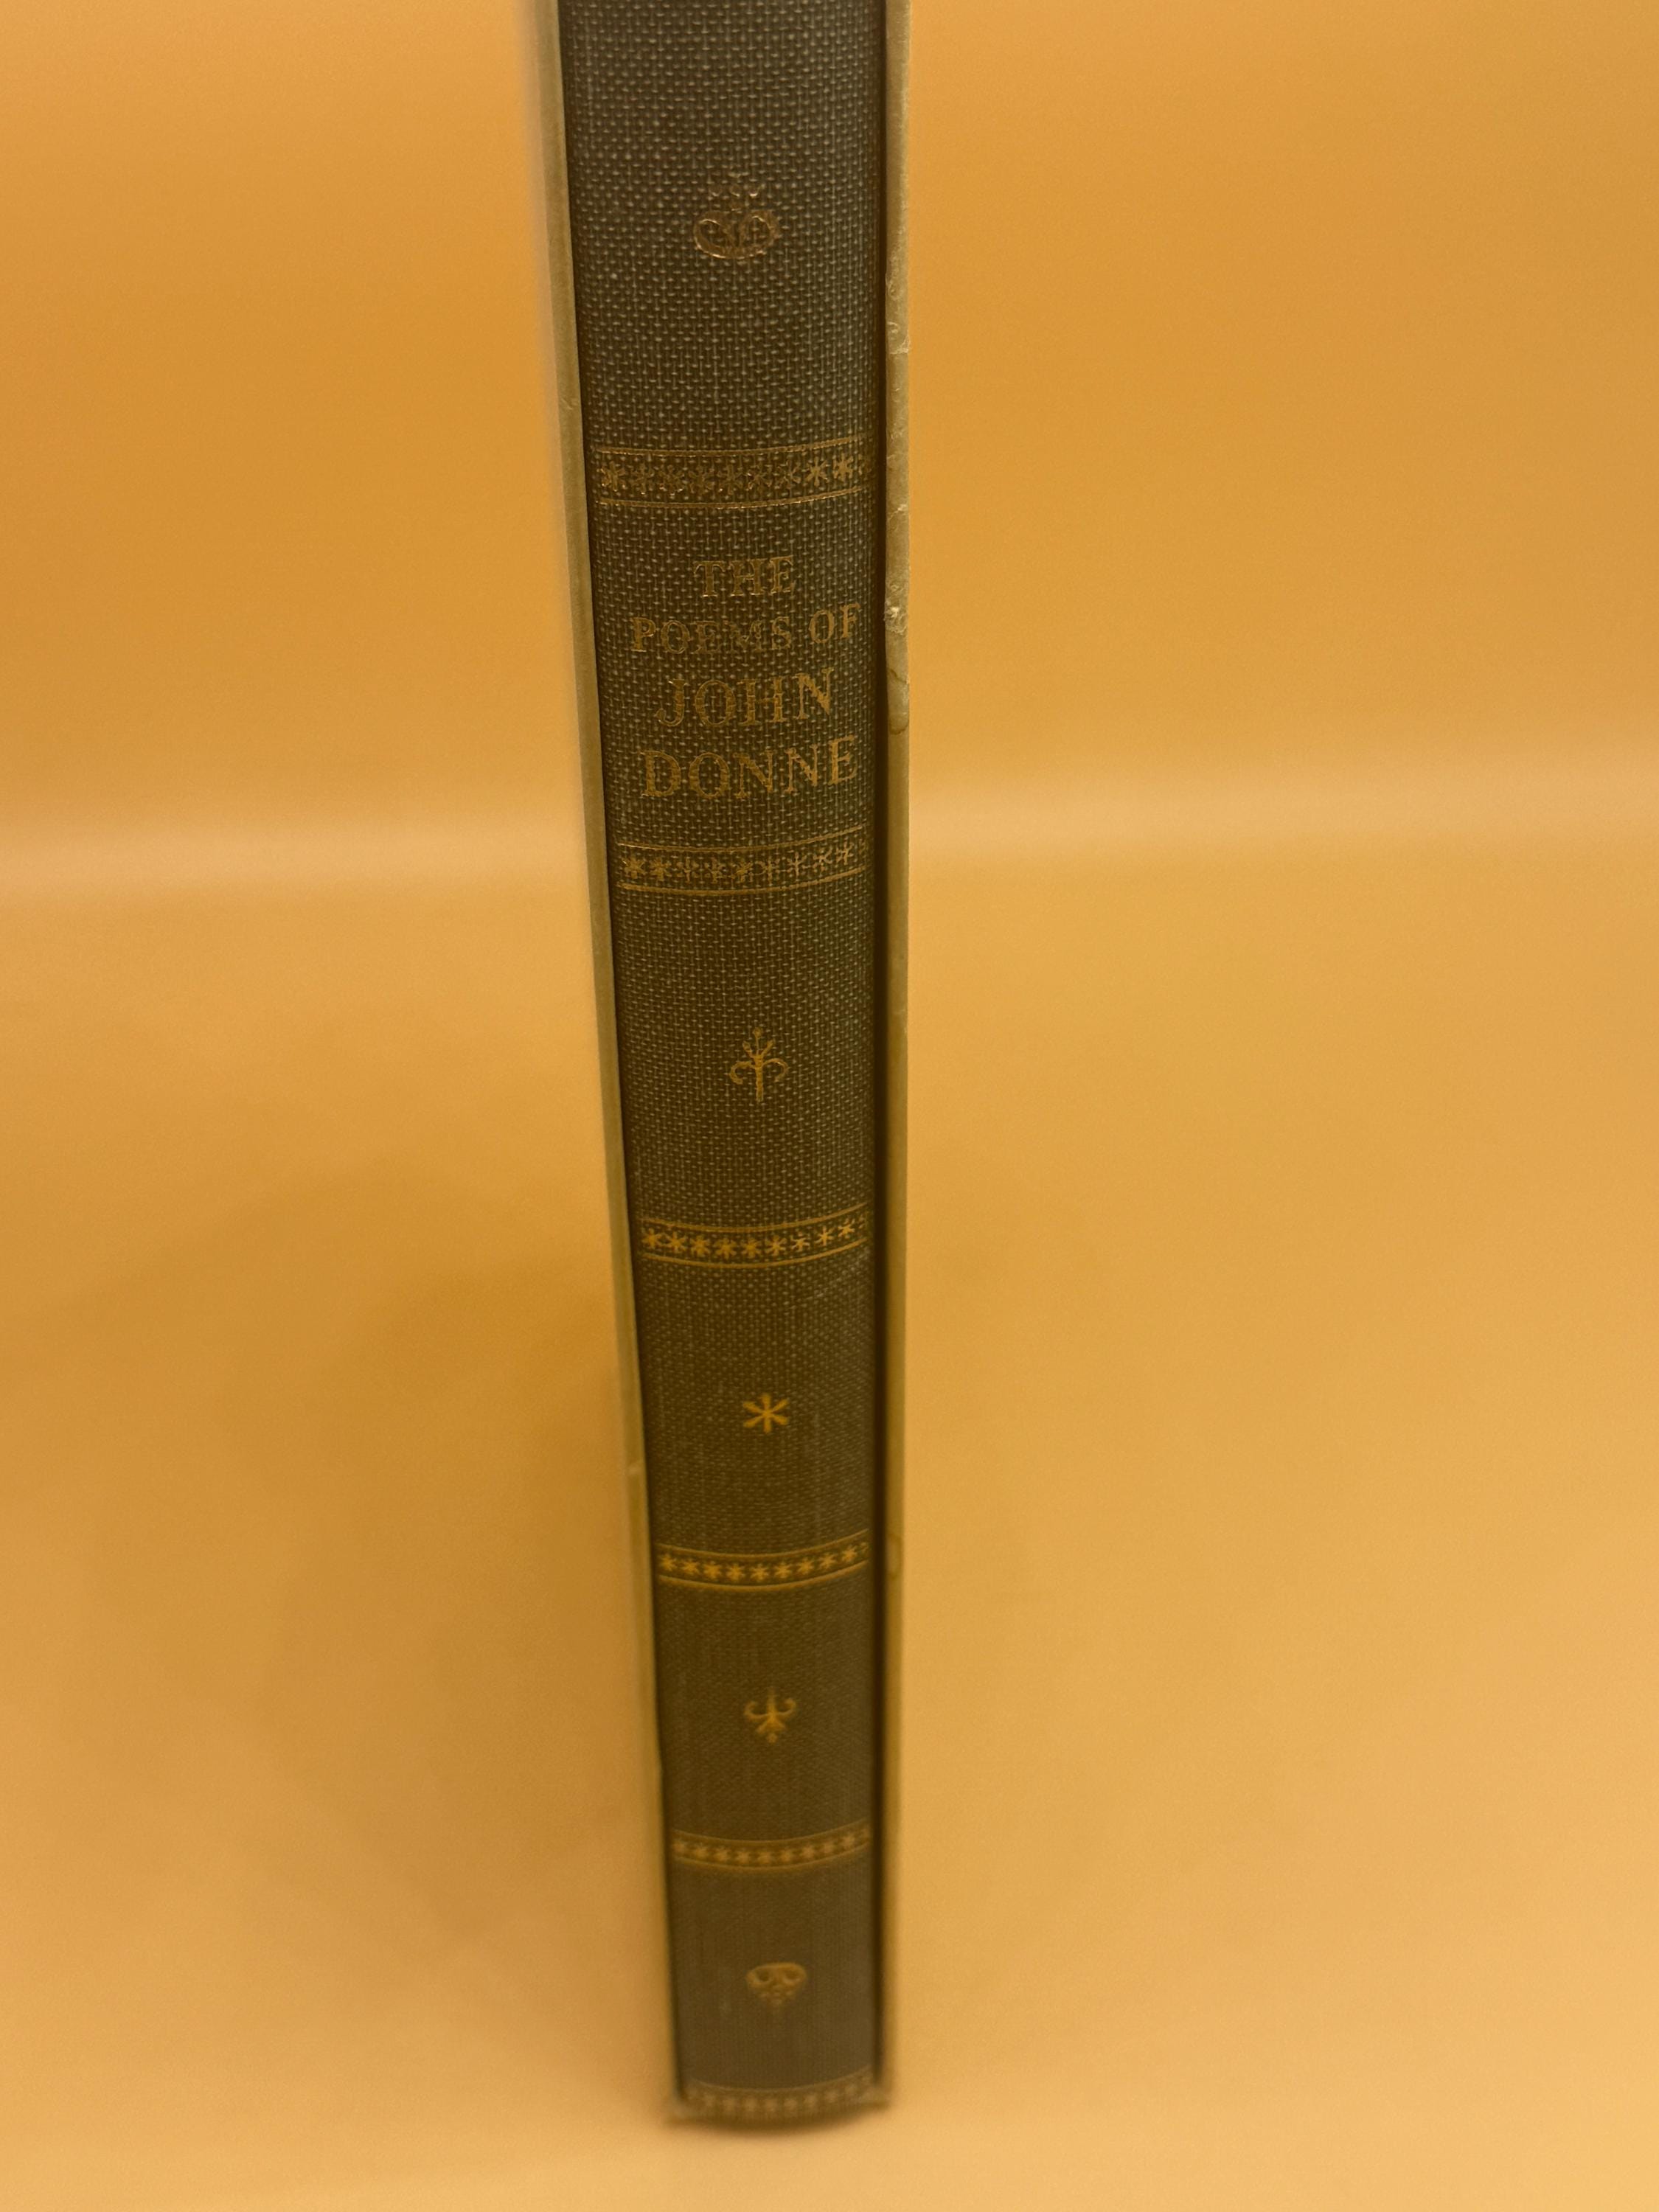 THE
POEMS OF
JOHN
DONNE